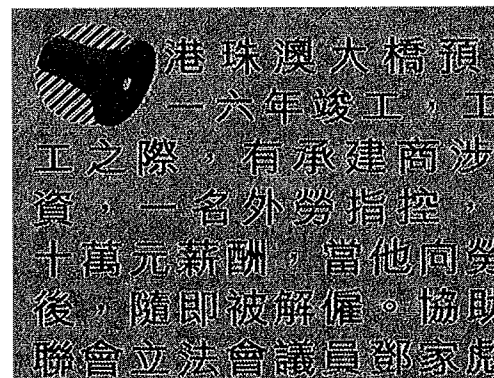 港珠澳大橋預
一六年竣工，工
工之際，有承建商涉
資，一名外勞指控，
十萬元薪酬，當他向勞
後，隨即被解僱。協助
聯會立法會議員鄧家彪